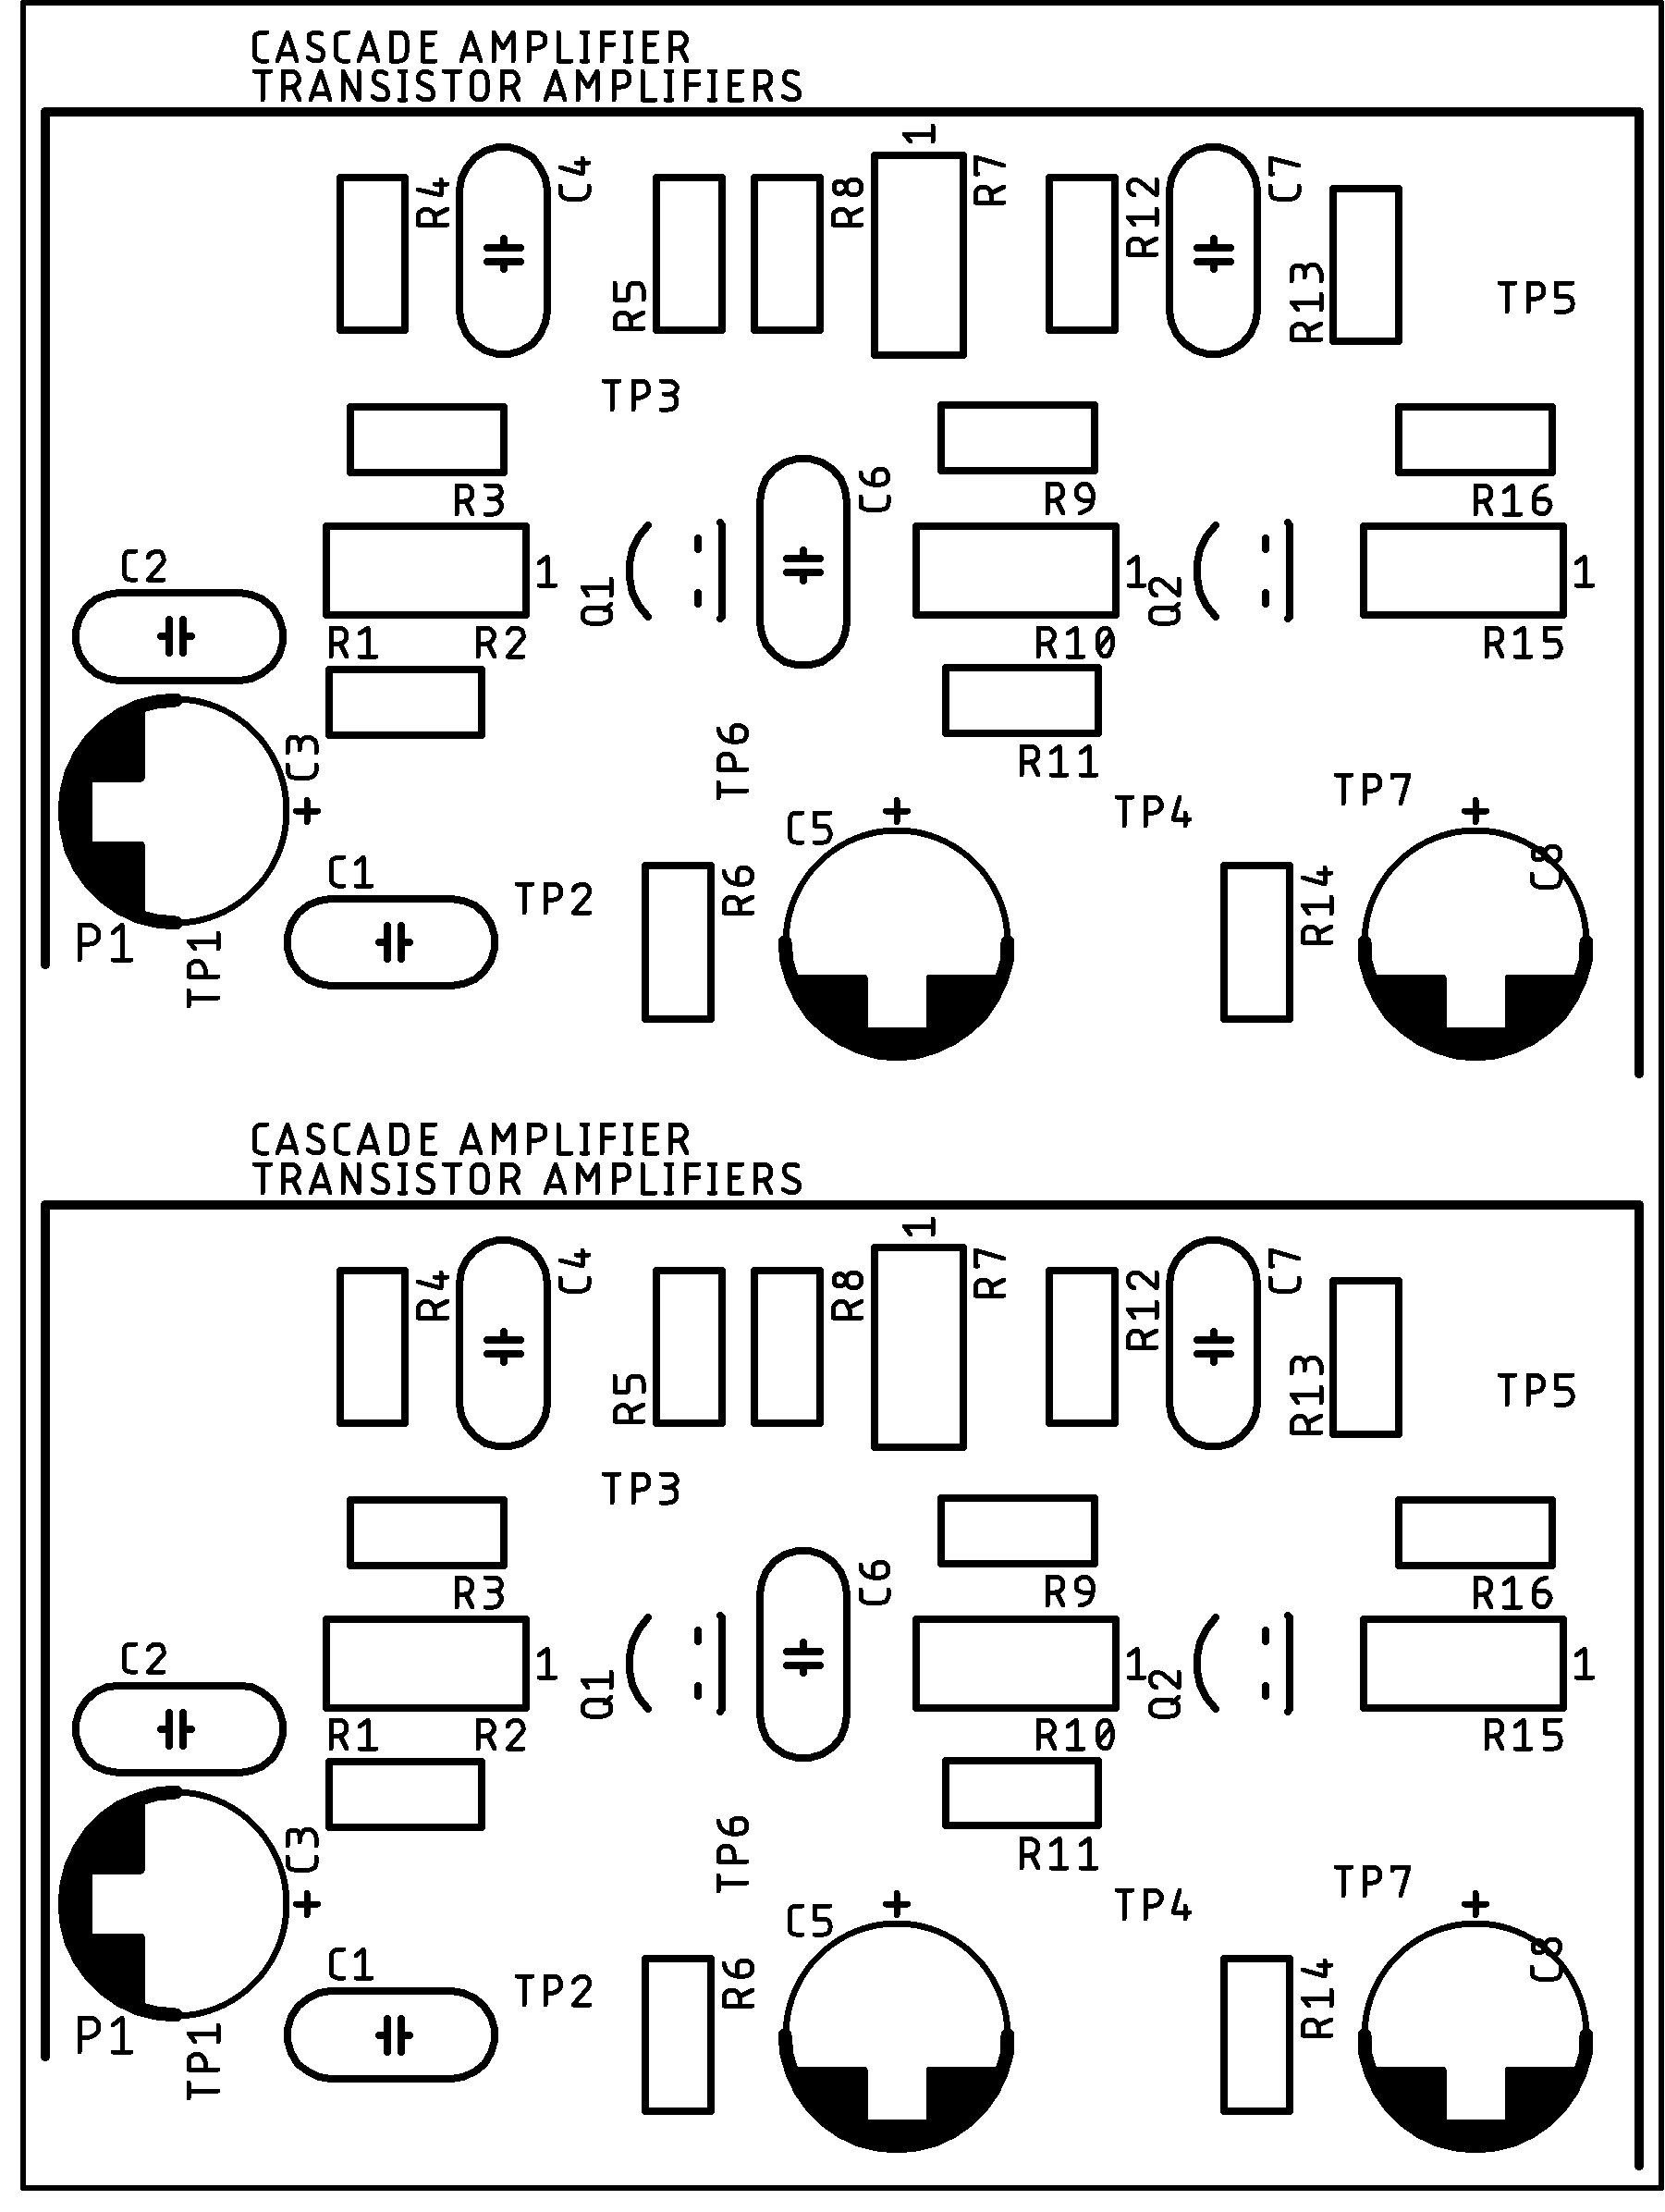 CASCADE AMPLIFIER
TRANSISTOR AMPLIFIERS
1
R4
C4
R8
R7
R12
C7
R5
R13
TP5
TP3
R3
C6
R9
R16
C2
1
Q1
1
Q2
1
R1
R2
R10
R15
C3
TP6
R11
+
C5
+
TP4
TP7
+
C1
TP2
R6
R14
C8
P1
TP1
CASCADE AMPLIFIER
TRANSISTOR AMPLIFIERS
1
R4
C4
R8
R7
R12
C7
R5
R13
TP5
TP3
R3
C6
R9
R16
C2
1
Q1
1
Q2
1
R1
R2
R10
R15
C3
TP6
R11
+
C5
+
TP4
TP7
+
C1
TP2
R6
R14
C8
P1
TP1